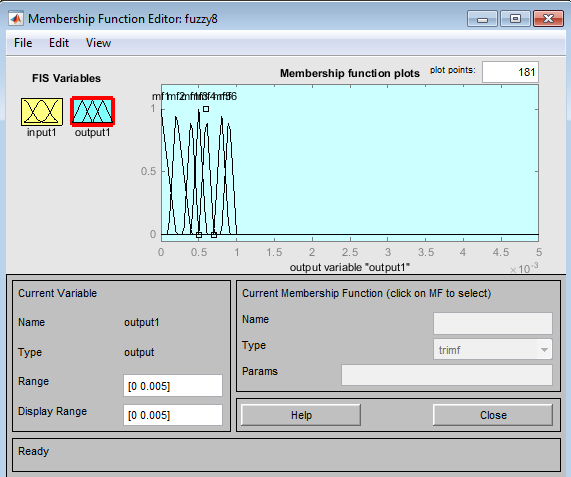 Membership Function Editor: fuzzy8
File Edit View
FIS Variables
Membership function plots plot points: 181
input1 output1
1
0.5
0
0 0.5 1 1.5 2 2.5 3 3.5 4 4.5 5
output variable "output1" ×10⁻³
Current Variable
Name output1
Type output
Range [0 0.005]
Display Range [0 0.005]
Current Membership Function (click on MF to select)
Name
Type trimf
Params
Help Close
Ready